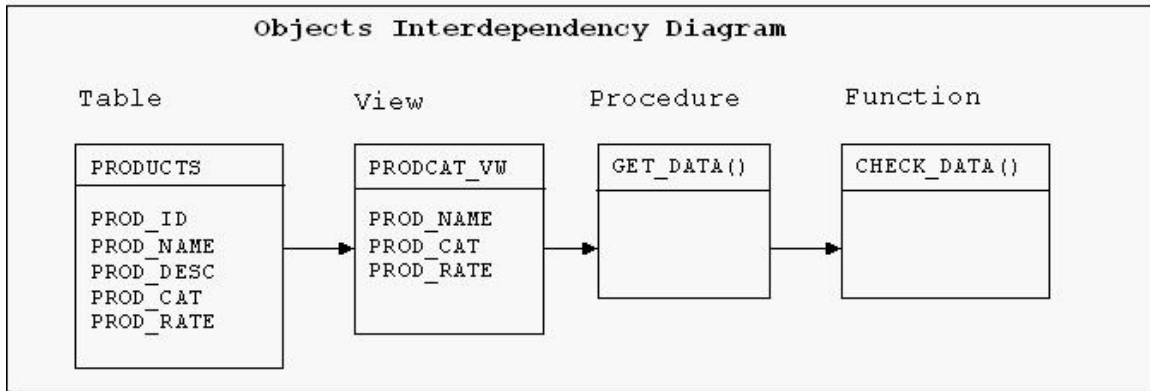 Objects Interdependency Diagram
Table
View
Procedure
Function
PRODUCTS
PROD_ID
PROD_NAME
PROD_DESC
PROD_CAT
PROD_RATE
PRODCAT_VW
PROD_NAME
PROD_CAT
PROD_RATE
GET_DATA()
CHECK_DATA()